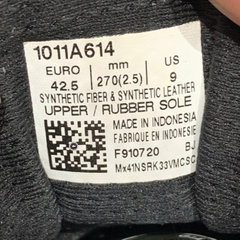 1011A614
EURO mm US
42.5 270(2.5) 9
SYNTHETIC FIBER & SYNTHETIC LEATHER
UPPER / RUBBER SOLE
MADE IN INDONESIA
FABRIQUE EN INDONESIE
F910720 BJ
Mx41NSRK33VMCSC